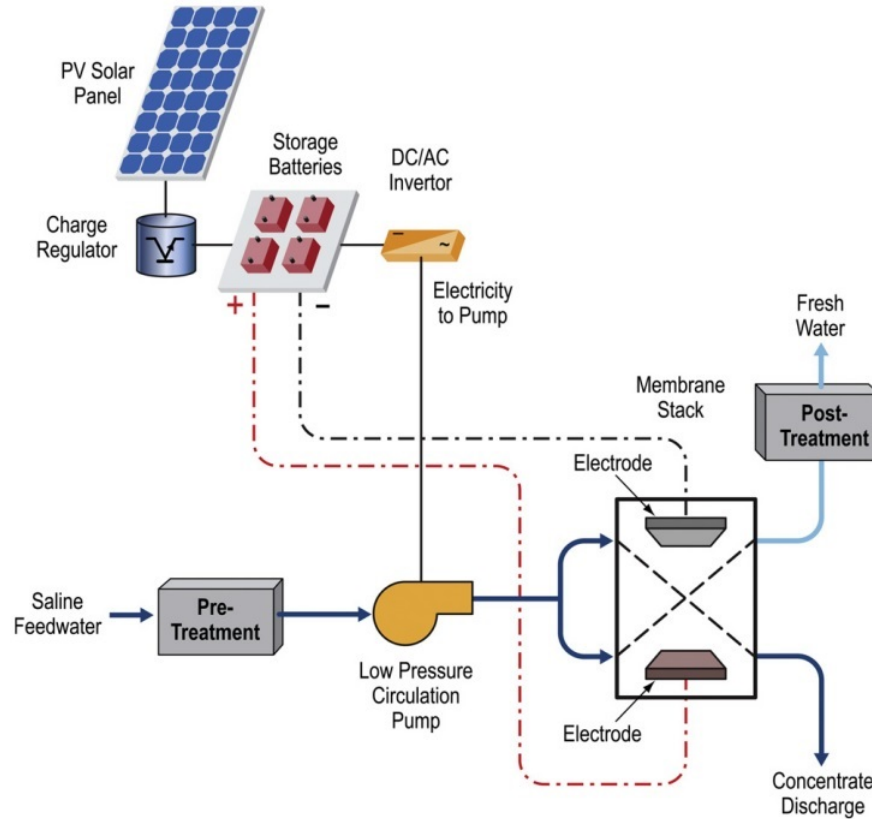 PV Solar
Panel
Storage
Batteries
DC/AC
Invertor
Charge
Regulator
+
−
−
~
Electricity
to Pump
Fresh
Water
Membrane
Stack
Post-
Treatment
Electrode
Saline
Feedwater
Pre-
Treatment
Low Pressure
Circulation
Pump
Electrode
Concentrate
Discharge